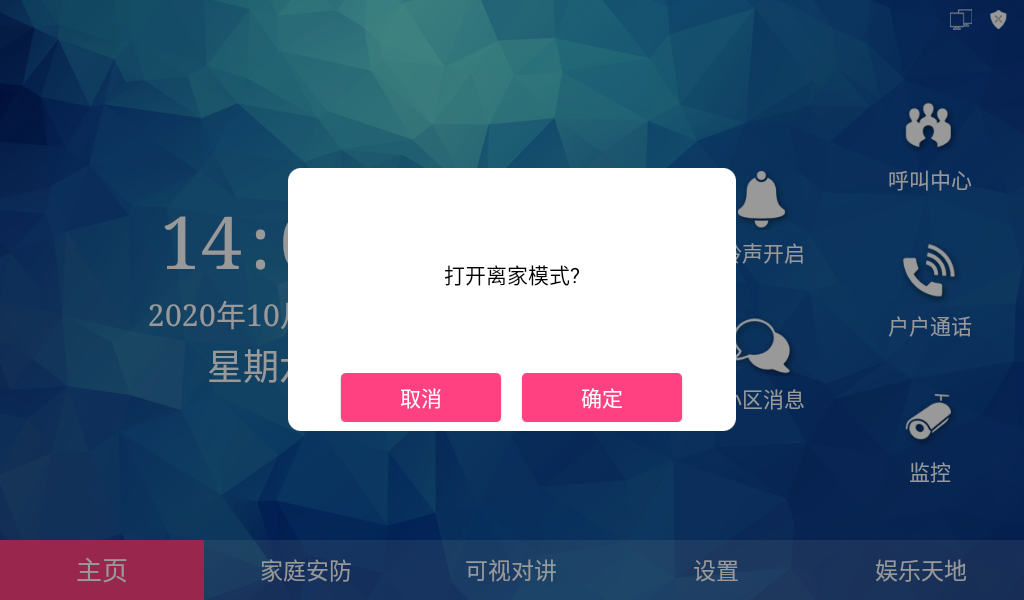 呼叫中心
14:
声开启
2020年10
户户通话
星期
区消息
监控
打开离家模式?
取消
确定
主页
家庭安防
可视对讲
设置
娱乐天地